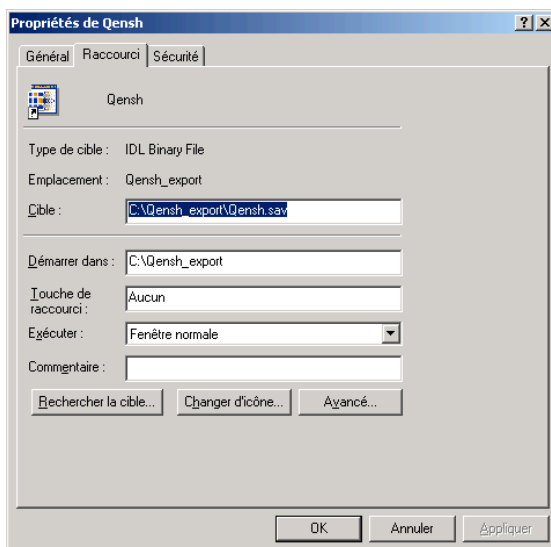 Propriétés de Qensh
Général Raccourci Sécurité
Qensh
Type de cible : IDL Binary File
Emplacement : Qensh_export
Cible : C:\Qensh_export\Qensh.sav
Démarrer dans : C:\Qensh_export
Touche de
raccourci : Aucun
Exécuter : Fenêtre normale
Commentaire :
Rechercher la cible... Changer d'icône... Avancé...
OK Annuler Appliquer